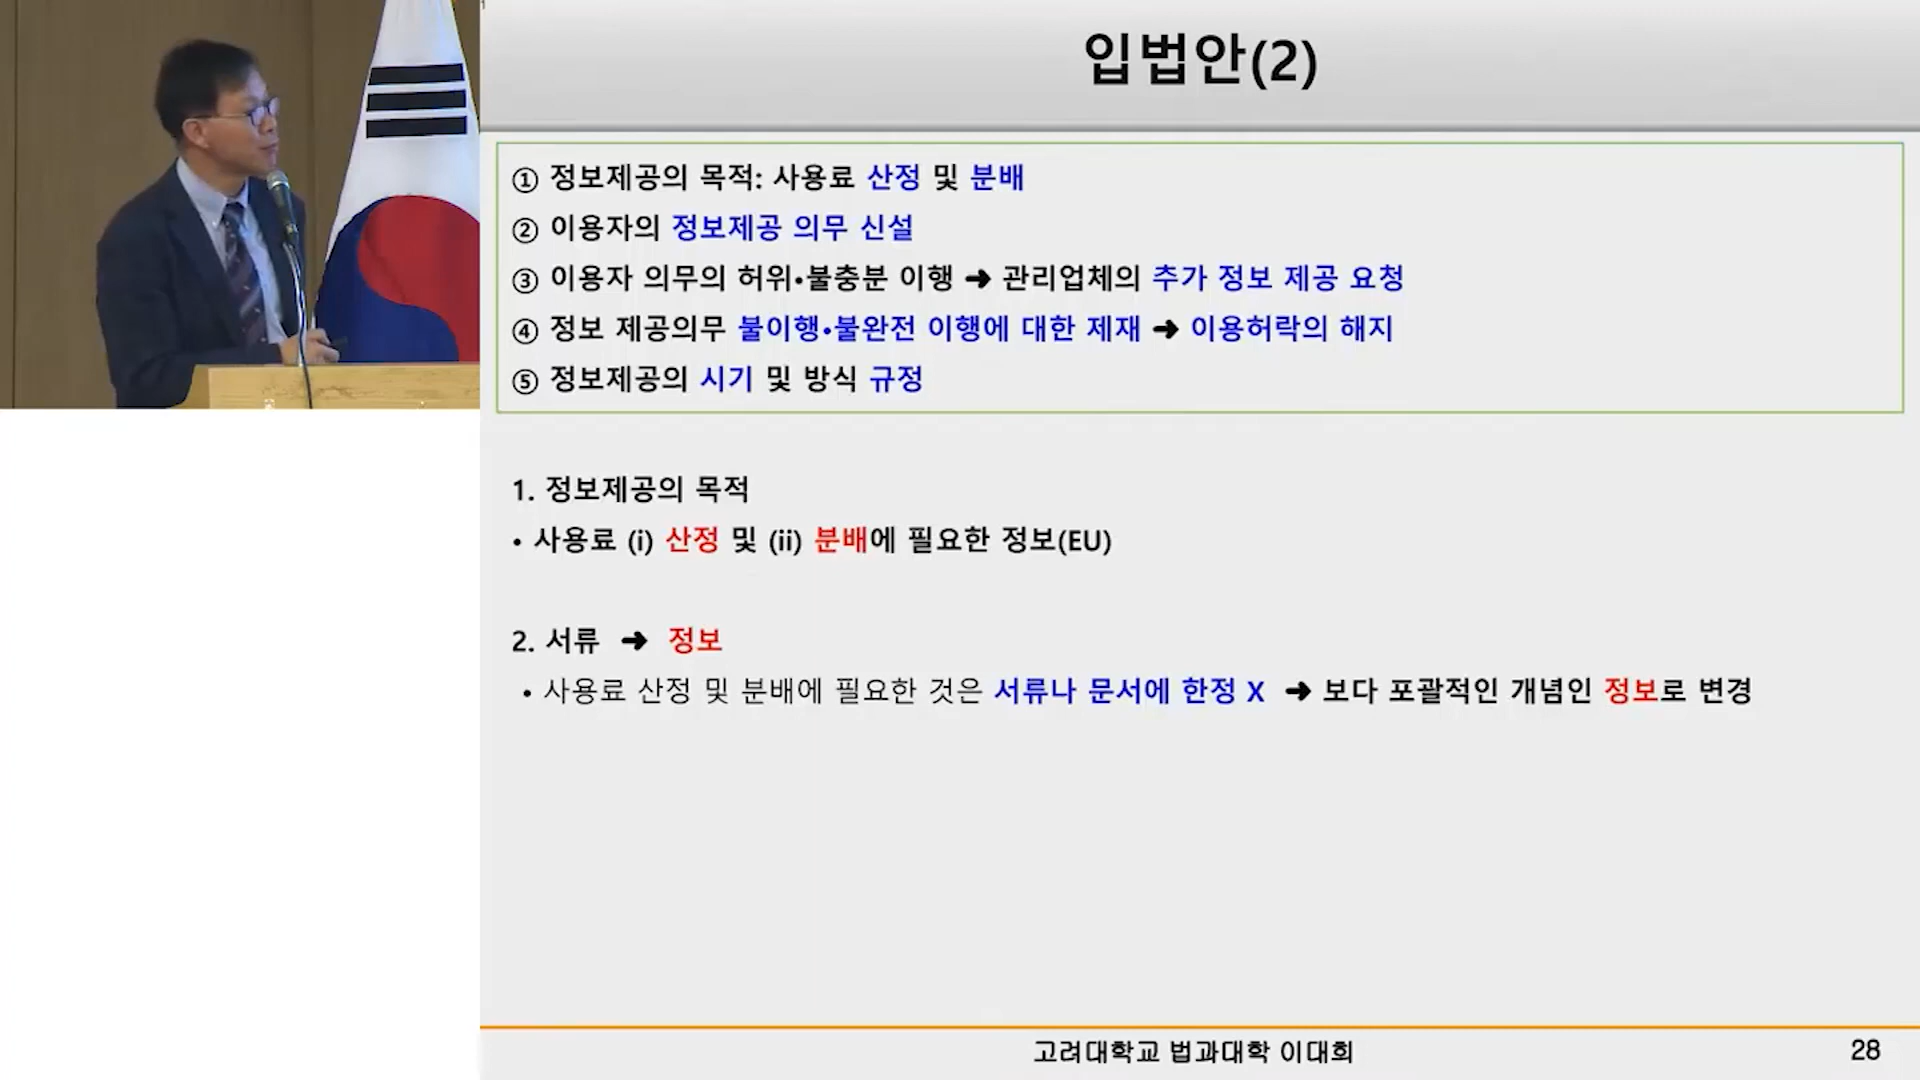 입법안(2)
① 정보제공의 목적: 사용료 산정 및 분배
② 이용자의 정보제공 의무 신설
③ 이용자 의무의 허위•불충분 이행 ➜ 관리업체의 추가 정보 제공 요청
④ 정보 제공의무 불이행•불완전 이행에 대한 제재 ➜ 이용허락의 해지
⑤ 정보제공의 시기 및 방식 규정
1. 정보제공의 목적
• 사용료 (i) 산정 및 (ii) 분배에 필요한 정보(EU)
2. 서류 ➜ 정보
• 사용료 산정 및 분배에 필요한 것은 서류나 문서에 한정 X ➜ 보다 포괄적인 개념인 정보로 변경
고려대학교 법과대학 이대희
28